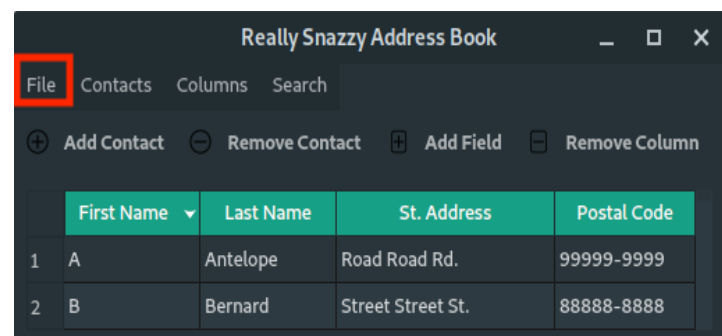 Really Snazzy Address Book
File Contacts Columns Search
Add Contact Remove Contact Add Field Remove Column
First Name Last Name St. Address Postal Code
1 A Antelope Road Road Rd. 99999-9999
2 B Bernard Street Street St. 88888-8888